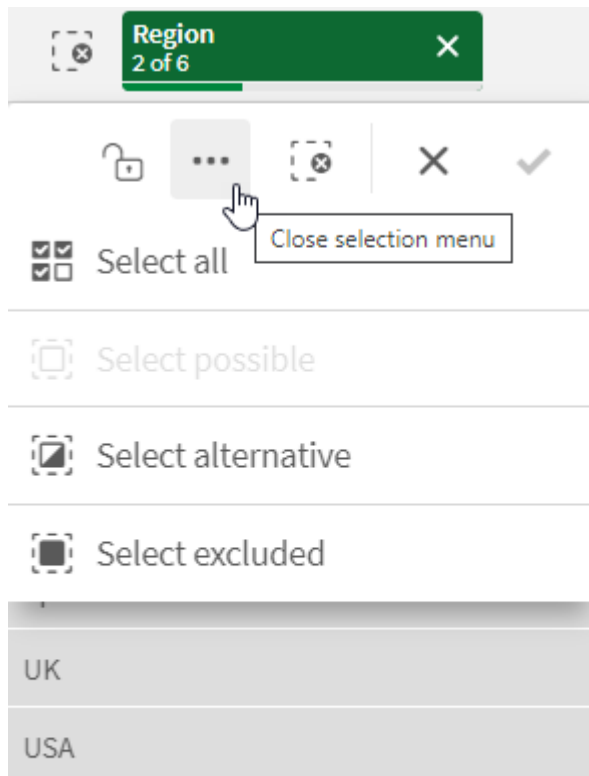 Region
2 of 6
Close selection menu
Select all
Select possible
Select alternative
Select excluded
UK
USA